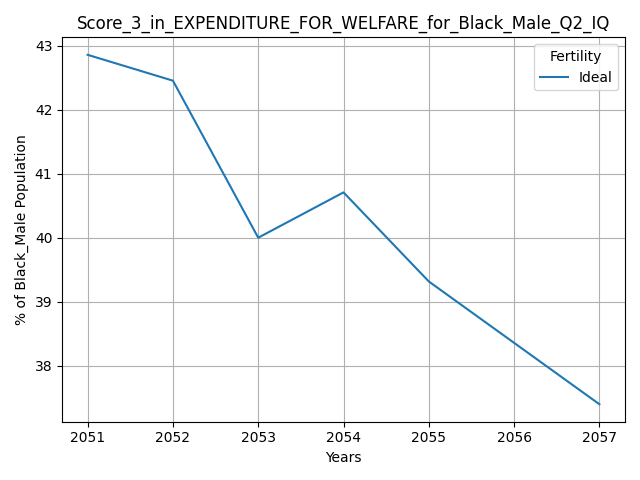 Score_3_in_EXPENDITURE_FOR_WELFARE_for_Black_Male_Q2_IQ
Fertility
Ideal
% of Black_Male Population
43
42
41
40
39
38
2051 2052 2053 2054 2055 2056 2057
Years